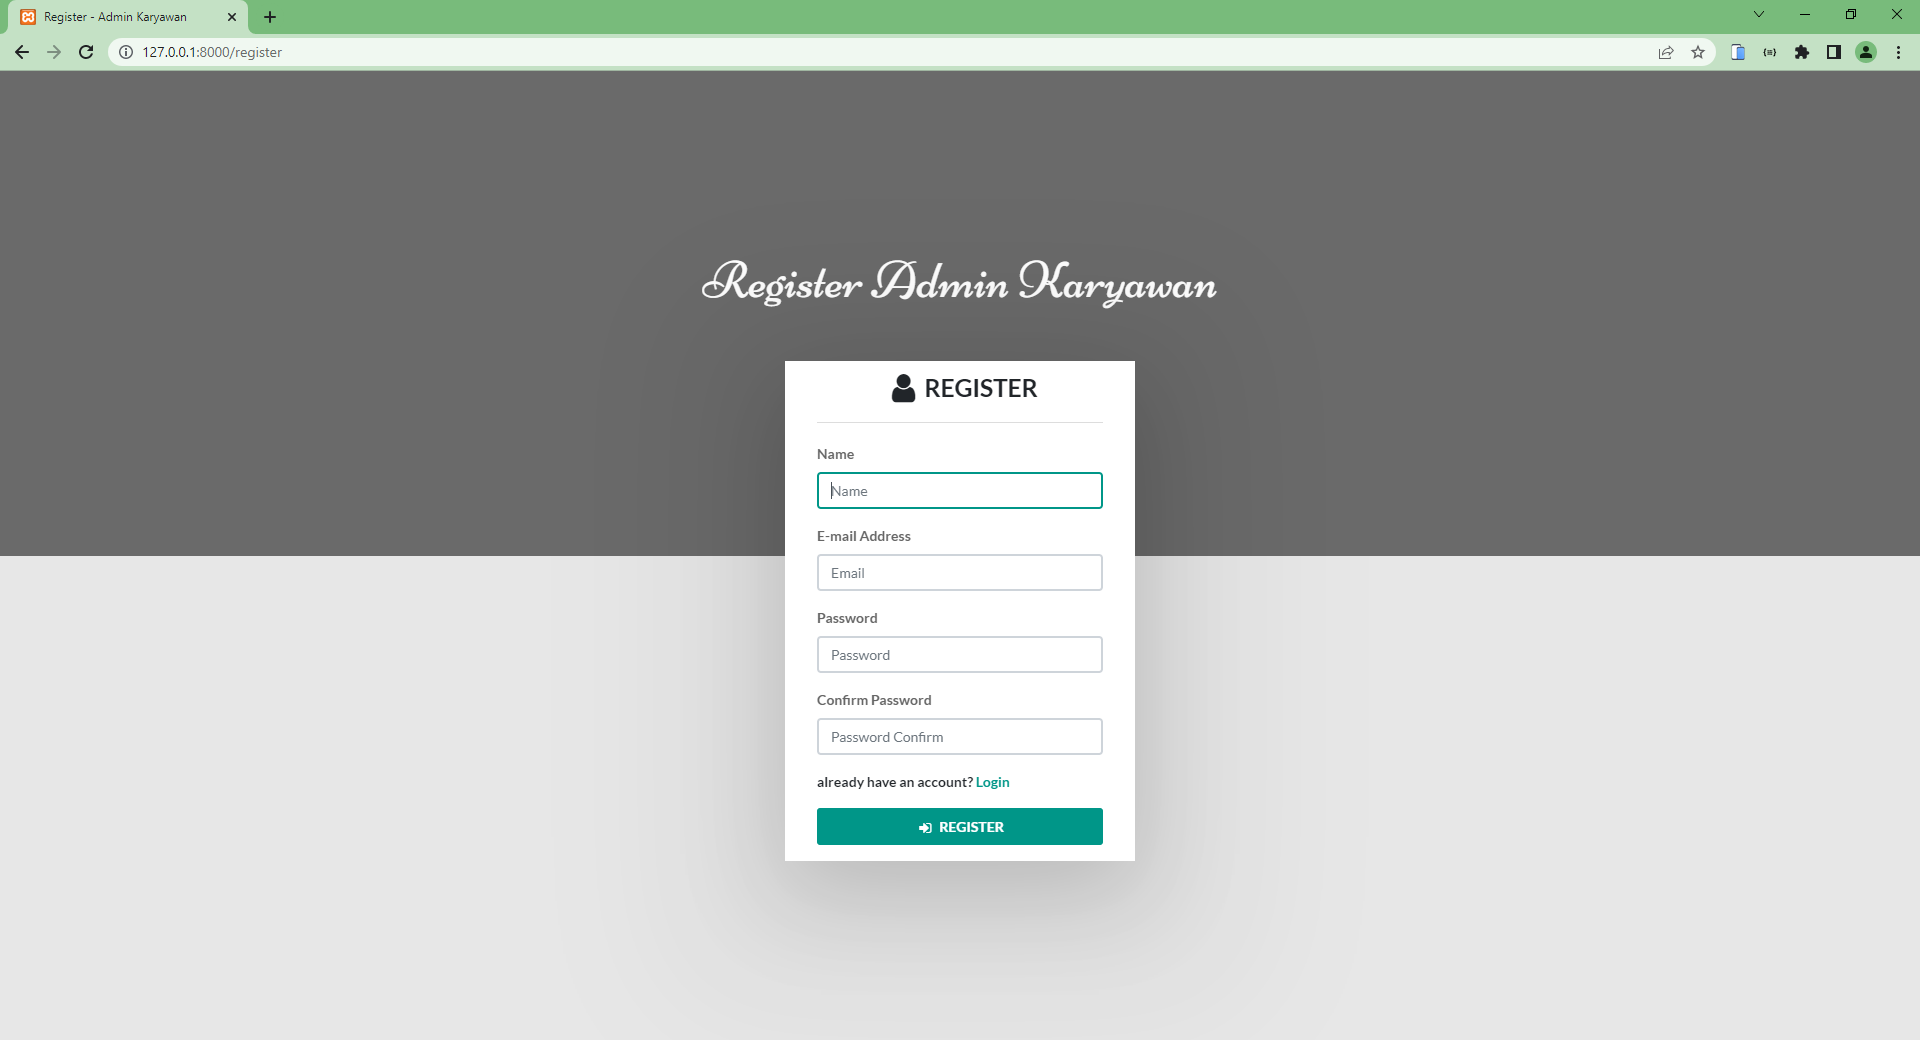 Register - Admin Karyawan
127.0.0.1:8000/register
Register Admin Karyawan
REGISTER
Name
Name
E-mail Address
Email
Password
Password
Confirm Password
Password Confirm
already have an account? Login
REGISTER